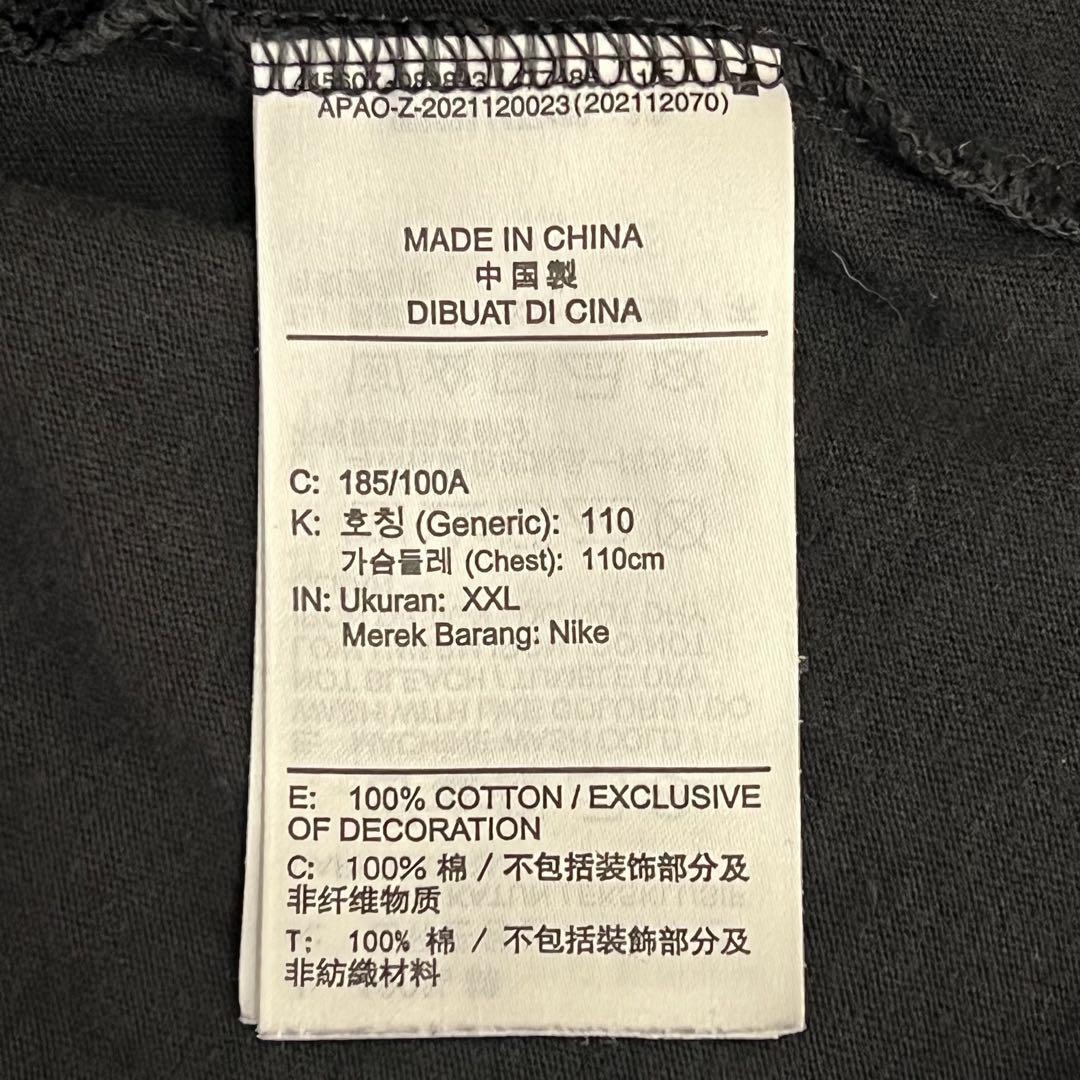 APAO-Z-2021120023(202112070)
MADE IN CHINA
中国製
DIBUAT DI CINA
C: 185/100A
K: 호칭 (Generic): 110
가슴둘레 (Chest): 110cm
IN: Ukuran: XXL
Merek Barang: Nike
E: 100% COTTON / EXCLUSIVE
OF DECORATION
C: 100% 棉 / 不包括装饰部分及
非纤维物质
T: 100% 棉 / 不包括裝飾部分及
非紡織材料